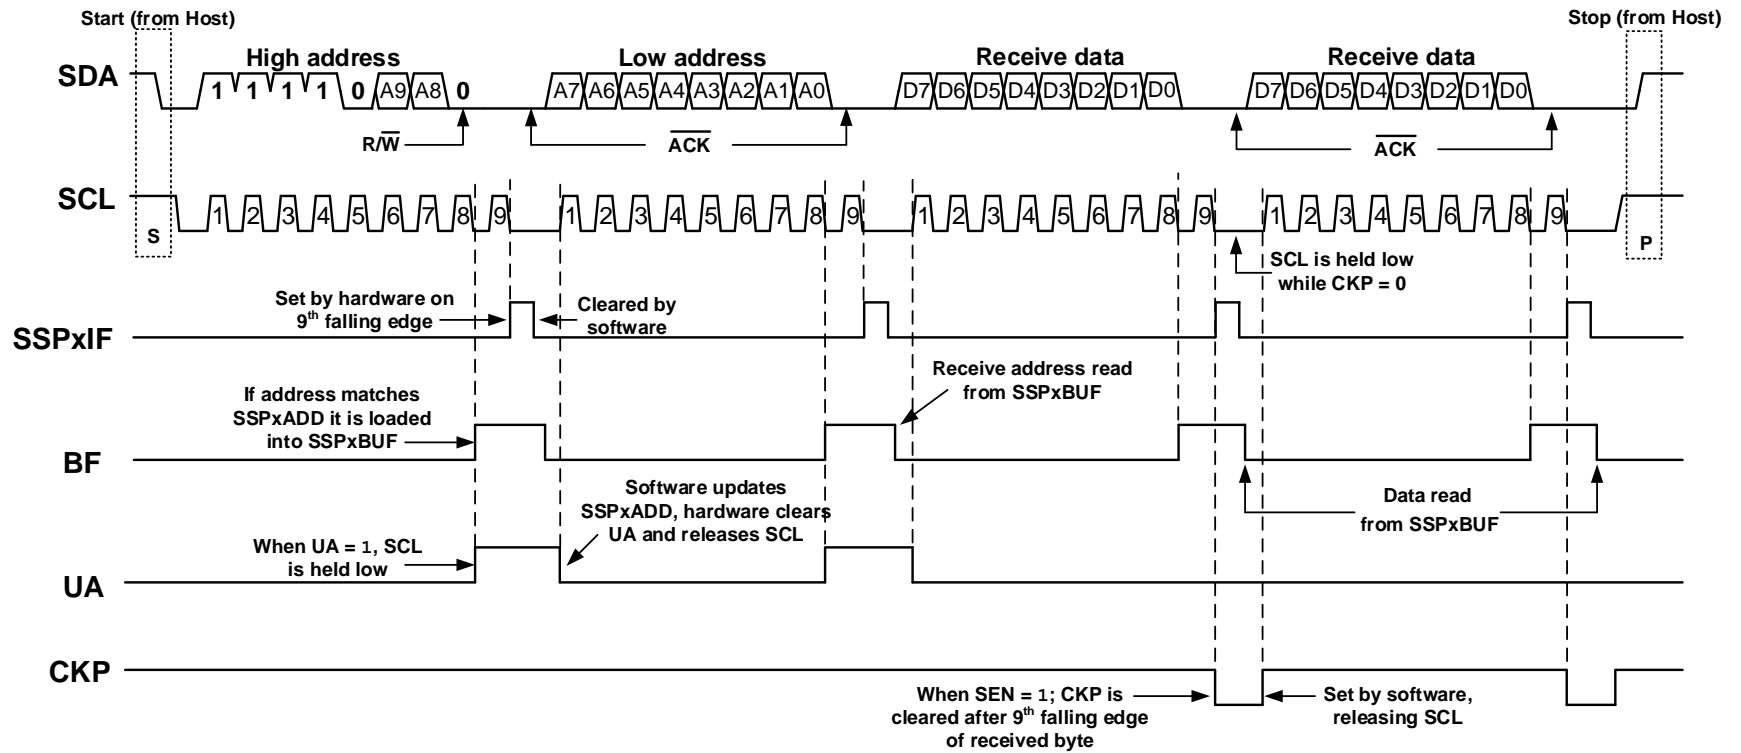 Start (from Host)
Stop (from Host)
High address
Low address
Receive data
Receive data
SDA
1 1 1 1 0 A9 A8 0
A7 A6 A5 A4 A3 A2 A1 A0
D7 D6 D5 D4 D3 D2 D1 D0
D7 D6 D5 D4 D3 D2 D1 D0
R/W̅
A̅C̅K̅
A̅C̅K̅
SCL
1 2 3 4 5 6 7 8 9
1 2 3 4 5 6 7 8 9
1 2 3 4 5 6 7 8 9
1 2 3 4 5 6 7 8 9
S
P
SCL is held low
while CKP = 0
Set by hardware on
9th falling edge
Cleared by
software
SSPxIF
If address matches
SSPxADD it is loaded
into SSPxBUF
Receive address read
from SSPxBUF
BF
Software updates
SSPxADD, hardware clears
UA and releases SCL
Data read
from SSPxBUF
When UA = 1, SCL
is held low
UA
CKP
When SEN = 1; CKP is
cleared after 9th falling edge
of received byte
Set by software,
releasing SCL